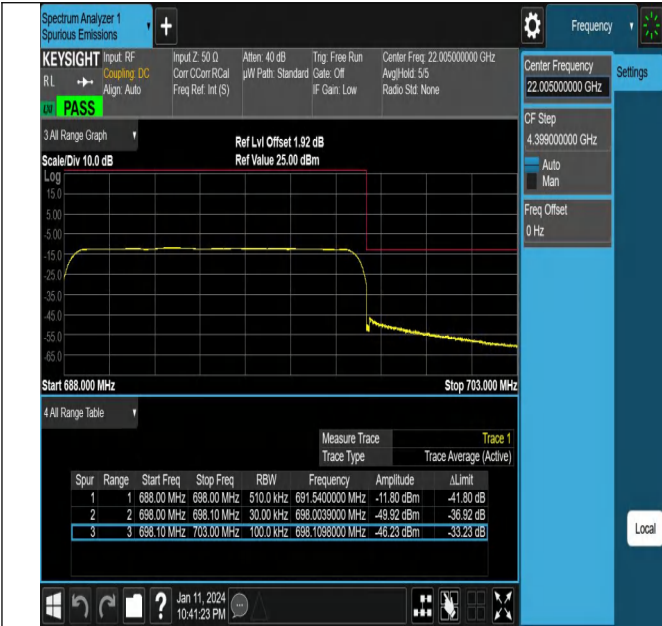 Spectrum Analyzer 1
Spurious Emissions
+
Frequency
KEYSIGHT Input: RF Input Z: 50 Ω Atten: 40 dB Trig: Free Run Center Freq: 22.005000000 GHz
RL Coupling: DC Corr CCorr RCal µW Path: Standard Gate: Off Avg|Hold: 5/5
Align: Auto Freq Ref: Int (S) IF Gain: Low Radio Std: None
PASS
Center Frequency
22.005000000 GHz
Settings
CF Step
4.399000000 GHz
Auto
Man
Freq Offset
0 Hz
3 All Range Graph
Ref Lvl Offset 1.92 dB
Scale/Div 10.0 dB Ref Value 25.00 dBm
Log
15.0
5.00
-5.00
-15.0
-25.0
-35.0
-45.0
-55.0
-65.0
Start 688.000 MHz Stop 703.000 MHz
4 All Range Table
Measure Trace Trace 1
Trace Type Trace Average (Active)
Spur Range Start Freq Stop Freq RBW Frequency Amplitude ΔLimit
1 1 688.00 MHz 698.00 MHz 510.0 kHz 691.5400000 MHz -11.80 dBm -41.80 dB
2 2 698.00 MHz 698.10 MHz 30.00 kHz 698.0039000 MHz -49.92 dBm -36.92 dB
3 3 698.10 MHz 703.00 MHz 100.0 kHz 698.1098000 MHz -46.23 dBm -33.23 dB
Local
? Jan 11, 2024
10:41:23 PM